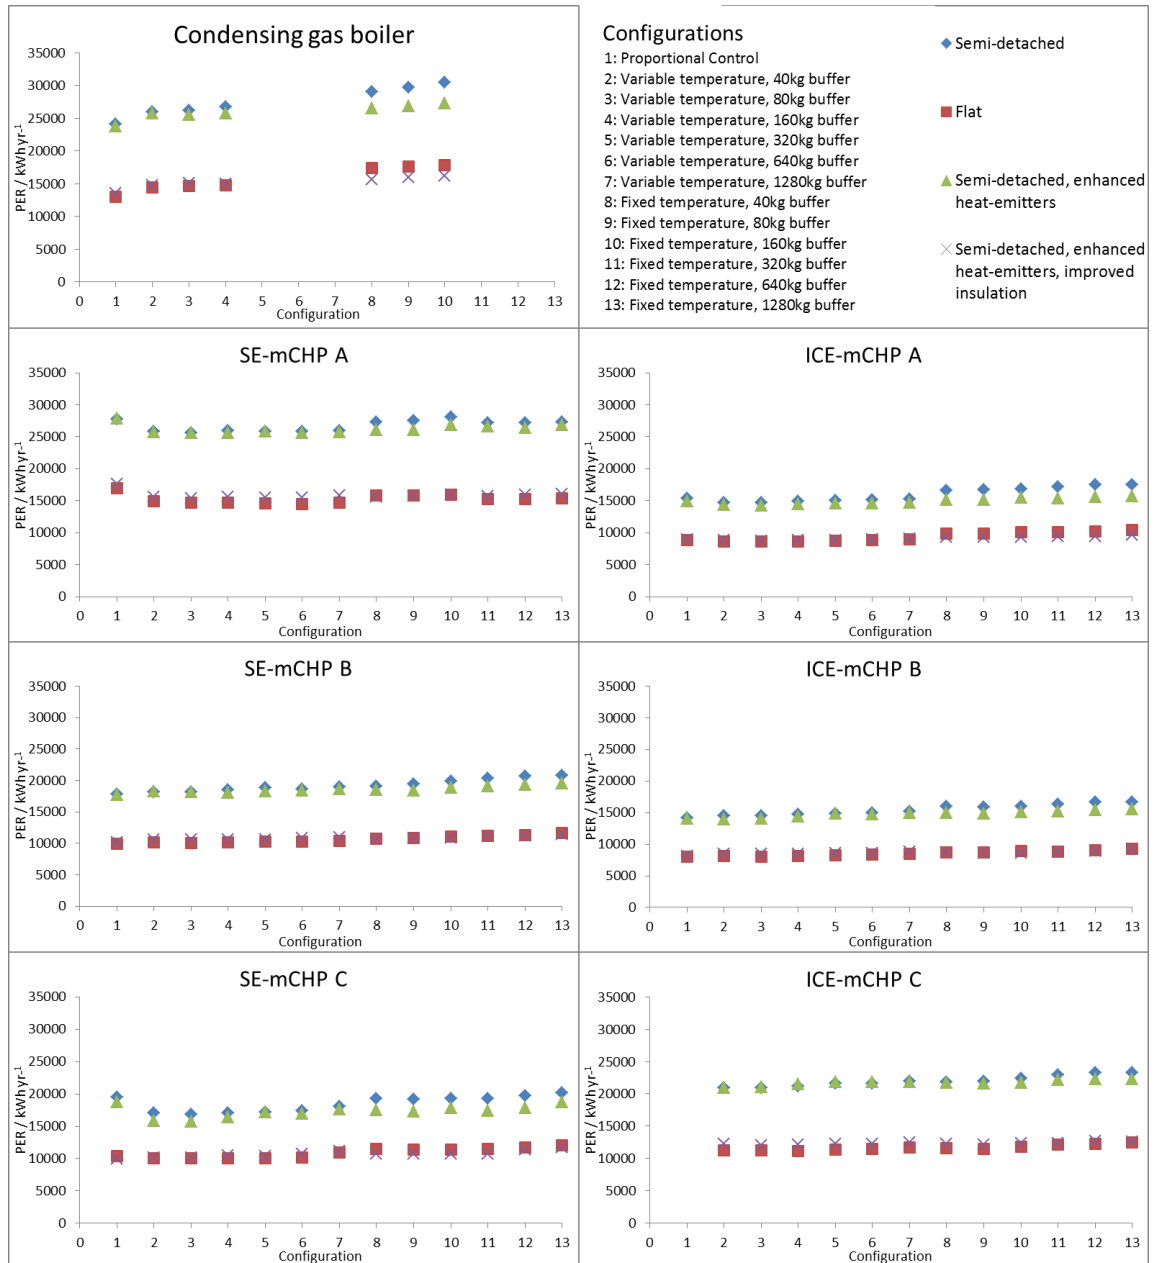 Condensing gas boiler
35000
30000
25000
20000
15000
10000
5000
0
PER / kWhyr-1
0 1 2 3 4 5 6 7 8 9 10 11 12 13
Configuration
Configurations
1: Proportional Control
2: Variable temperature, 40kg buffer
3: Variable temperature, 80kg buffer
4: Variable temperature, 160kg buffer
5: Variable temperature, 320kg buffer
6: Variable temperature, 640kg buffer
7: Variable temperature, 1280kg buffer
8: Fixed temperature, 40kg buffer
9: Fixed temperature, 80kg buffer
10: Fixed temperature, 160kg buffer
11: Fixed temperature, 320kg buffer
12: Fixed temperature, 640kg buffer
13: Fixed temperature, 1280kg buffer
Semi-detached
Flat
Semi-detached, enhanced
heat-emitters
Semi-detached, enhanced
heat-emitters, improved
insulation
SE-mCHP A
35000
30000
25000
20000
15000
10000
5000
0
PER / kWhyr-1
0 1 2 3 4 5 6 7 8 9 10 11 12 13
Configuration
ICE-mCHP A
35000
30000
25000
20000
15000
10000
5000
0
PER / kWhyr-1
0 1 2 3 4 5 6 7 8 9 10 11 12 13
Configuration
SE-mCHP B
35000
30000
25000
20000
15000
10000
5000
0
PER / kWhyr-1
0 1 2 3 4 5 6 7 8 9 10 11 12 13
Configuration
ICE-mCHP B
35000
30000
25000
20000
15000
10000
5000
0
PER / kWhyr-1
0 1 2 3 4 5 6 7 8 9 10 11 12 13
Configuration
SE-mCHP C
35000
30000
25000
20000
15000
10000
5000
0
PER / kWhyr-1
0 1 2 3 4 5 6 7 8 9 10 11 12 13
Configuration
ICE-mCHP C
35000
30000
25000
20000
15000
10000
5000
0
PER / kWhyr-1
0 1 2 3 4 5 6 7 8 9 10 11 12 13
Configuration